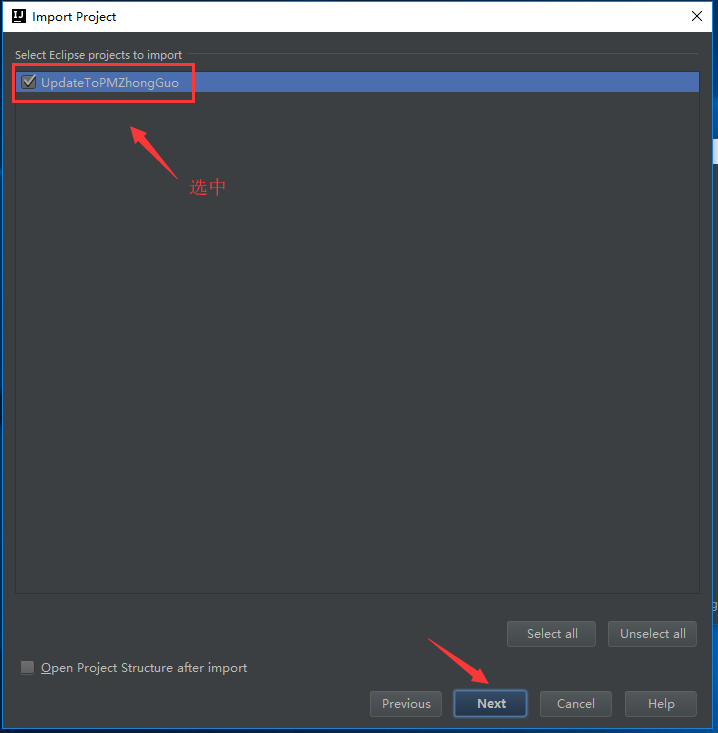 Import Project
Select Eclipse projects to import
UpdateToPMZhongGuo
选中
Select all
Unselect all
Open Project Structure after import
Previous
Next
Cancel
Help